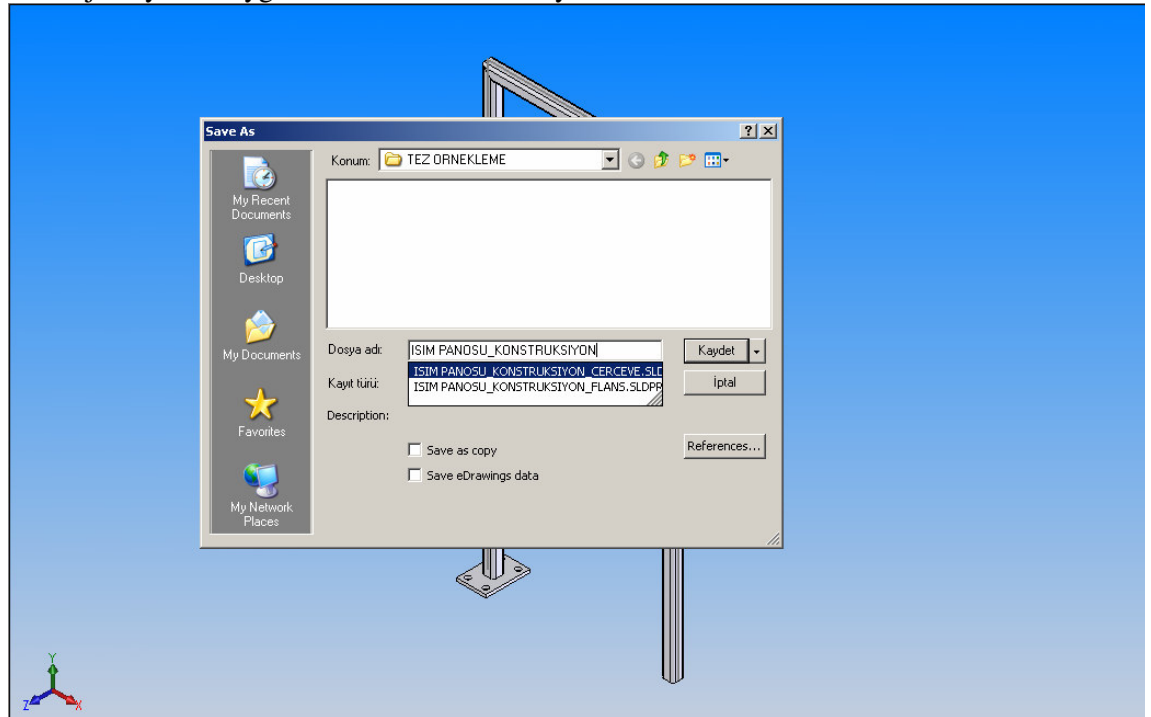 Save As
Konum:
TEZ ORNEKLEME
My Recent
Documents
Desktop
My Documents
Favorites
My Network
Places
Dosya adı:
ISIM PANOSU_KONSTRUKSIYON
Kaydet
ISIM PANOSU_KONSTRUKSIYON_CERCEVE.SLD
ISIM PANOSU_KONSTRUKSIYON_FLANS.SLDPR
Kayıt türü:
İptal
Description:
Save as copy
References...
Save eDrawings data
Y
Z
X